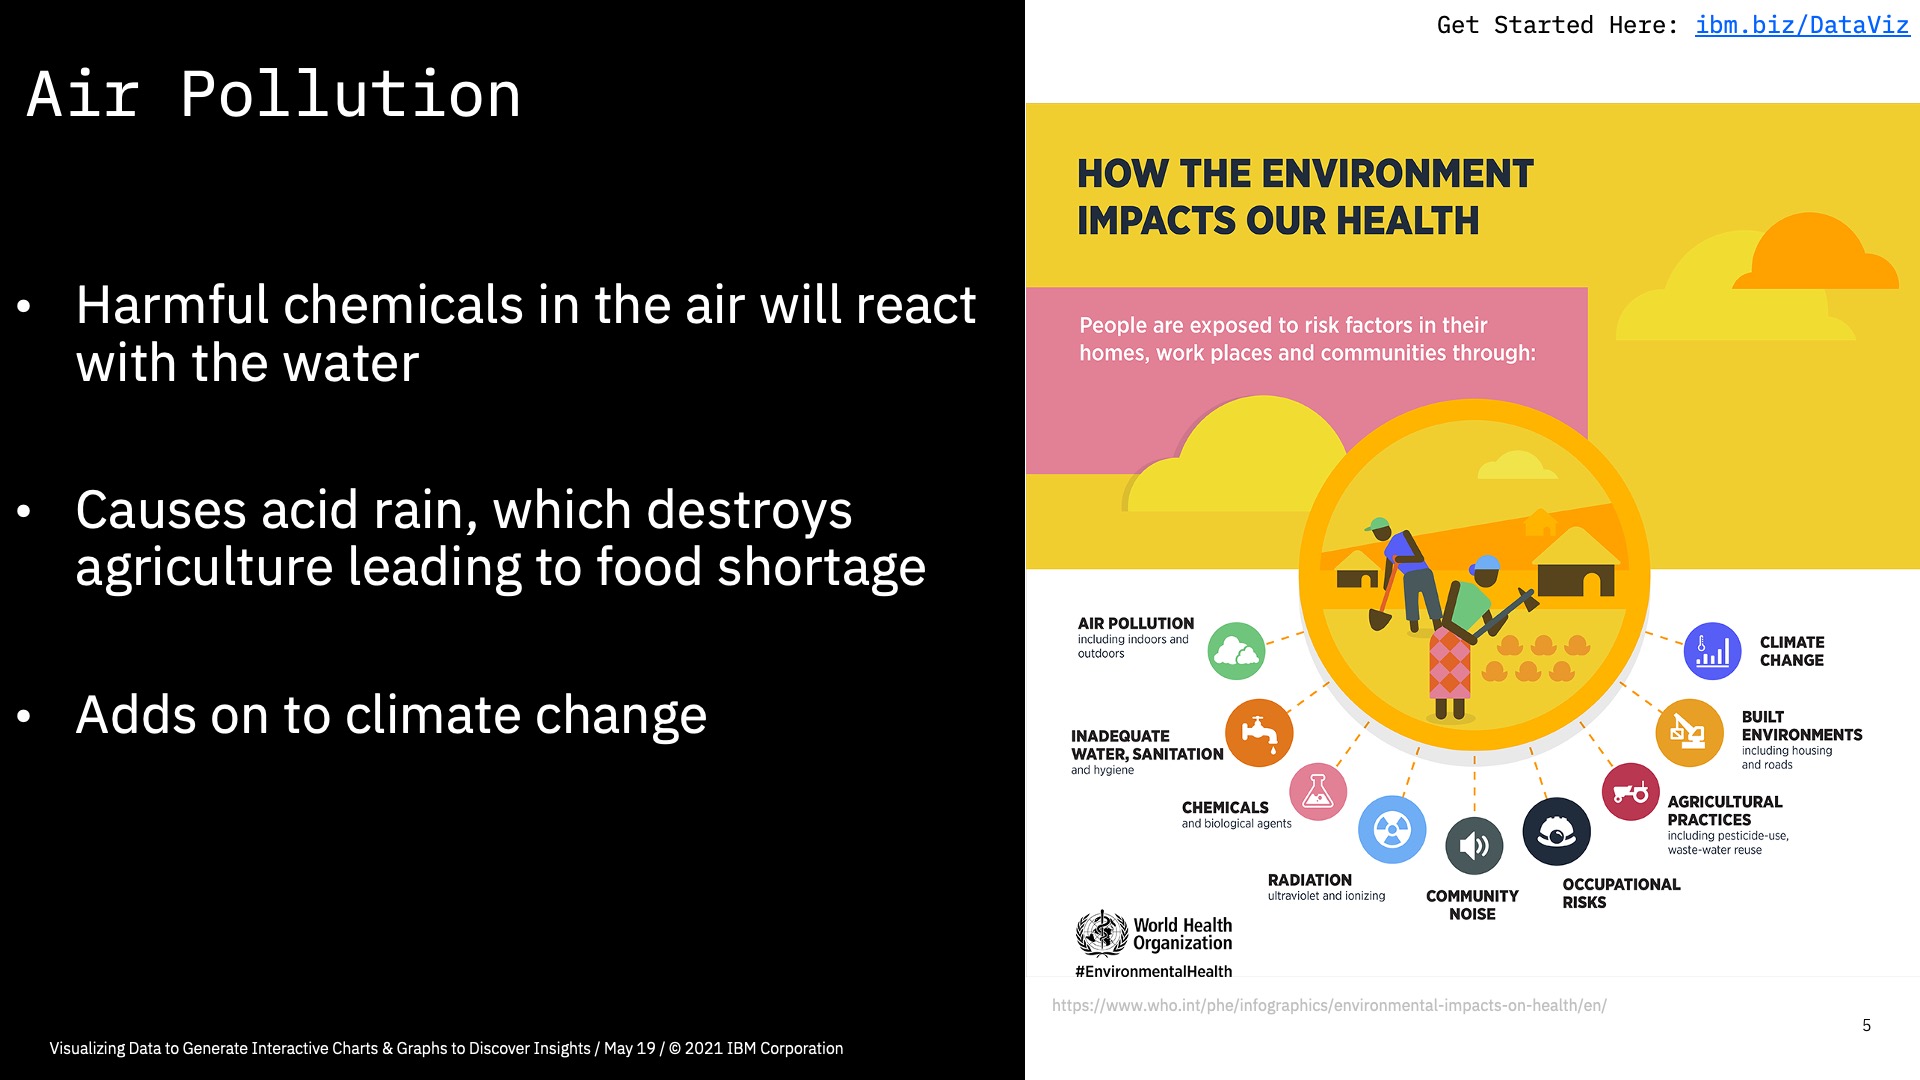 Get Started Here: ibm.biz/DataViz
Air Pollution
• Harmful chemicals in the air will react
with the water
• Causes acid rain, which destroys
agriculture leading to food shortage
• Adds on to climate change
Visualizing Data to Generate Interactive Charts & Graphs to Discover Insights / May 19 / © 2021 IBM Corporation
HOW THE ENVIRONMENT
IMPACTS OUR HEALTH
People are exposed to risk factors in their
homes, work places and communities through:
AIR POLLUTION
including indoors and
outdoors
INADEQUATE
WATER, SANITATION
and hygiene
CHEMICALS
and biological agents
RADIATION
ultraviolet and ionizing
COMMUNITY
NOISE
OCCUPATIONAL
RISKS
AGRICULTURAL
PRACTICES
including pesticide-use,
waste-water reuse
BUILT
ENVIRONMENTS
including housing
and roads
CLIMATE
CHANGE
World Health
Organization
#EnvironmentalHealth
https://www.who.int/phe/infographics/environmental-impacts-on-health/en/
5